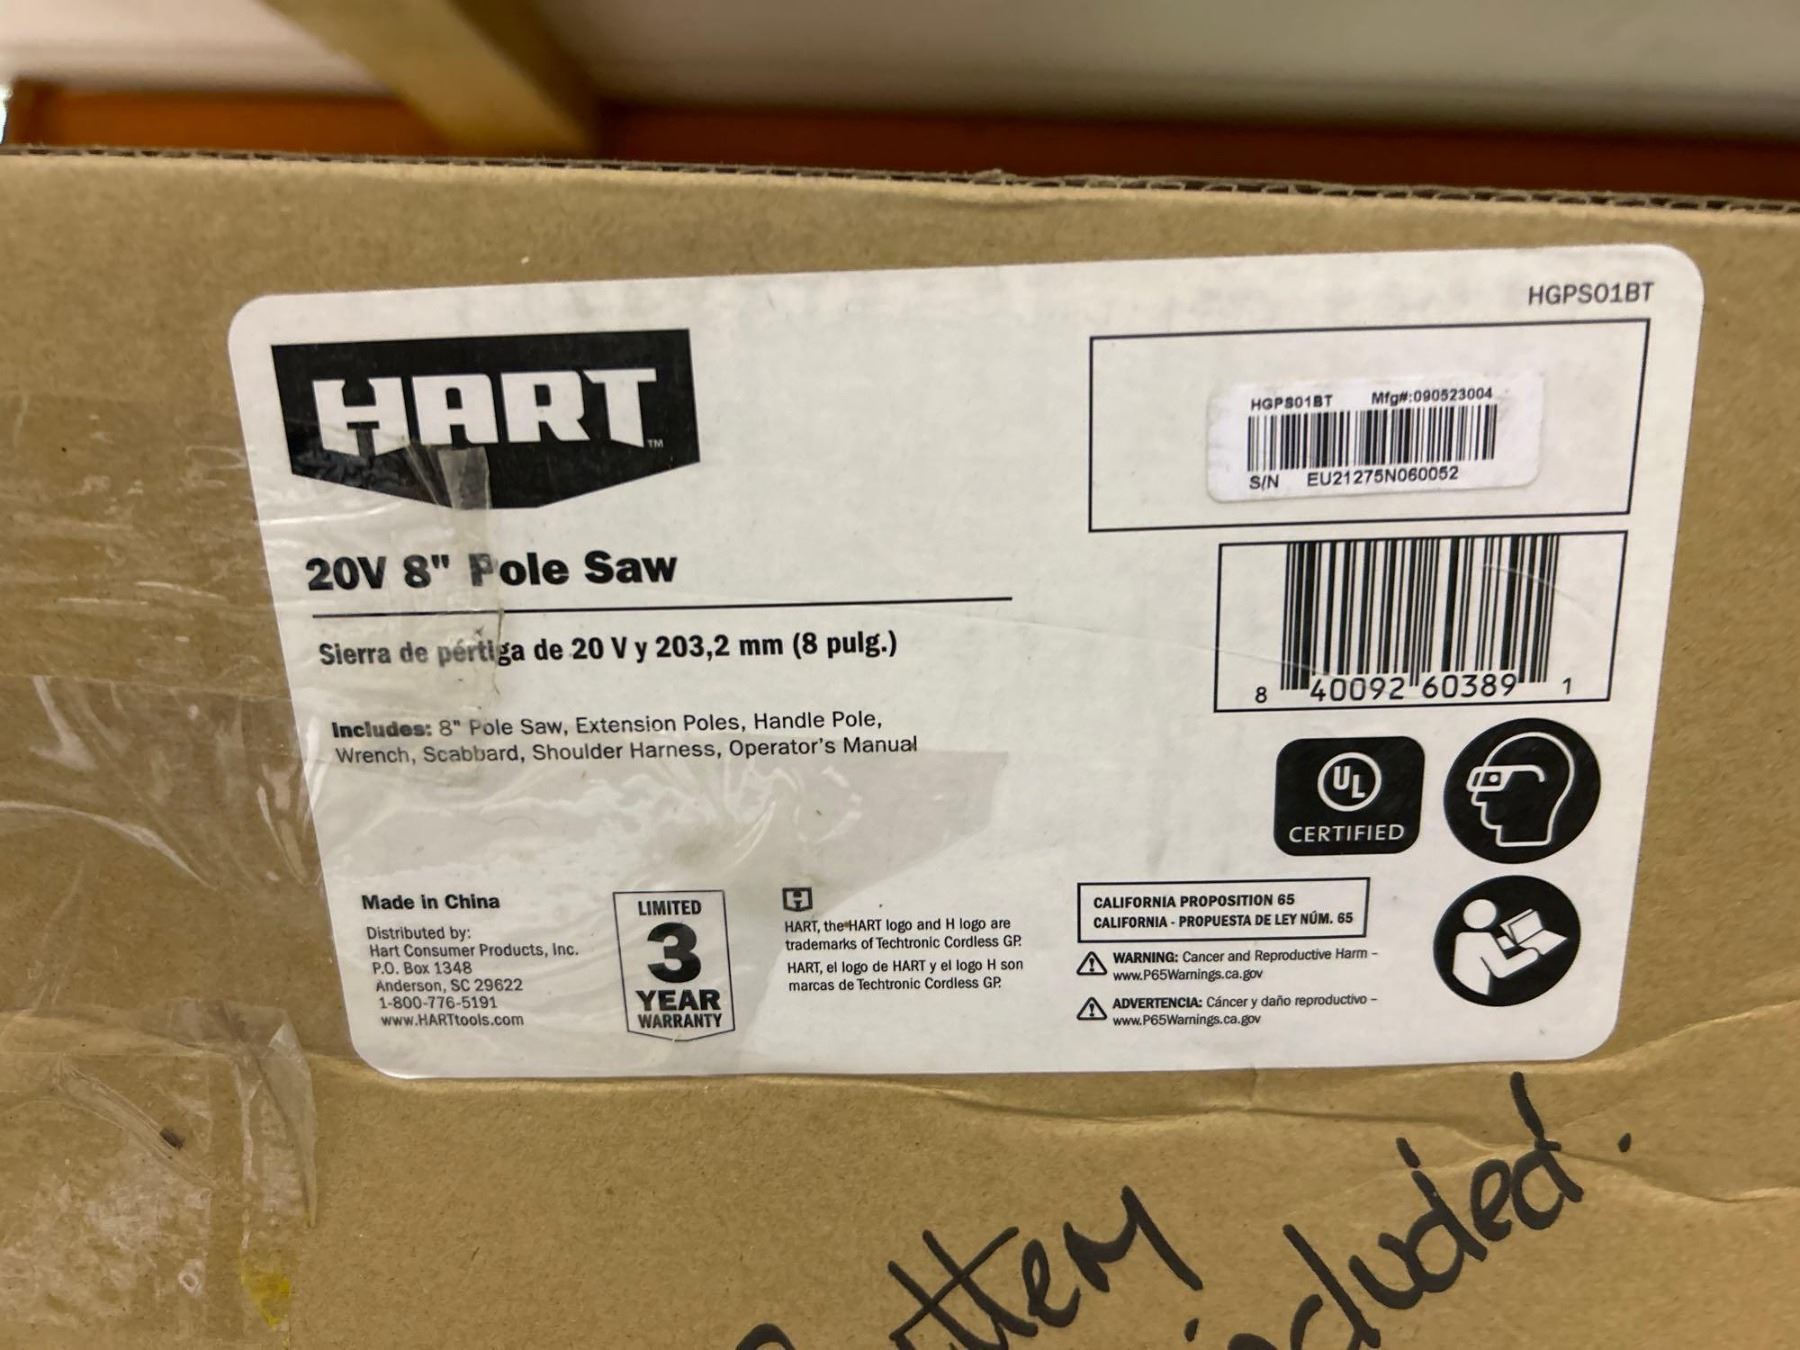 HGPS01BT
HART™
HGPS01BT Mfg#:090523004
S/N EU21275N060052
20V 8" Pole Saw
Sierra de pértiga de 20 V y 203,2 mm (8 pulg.)
8 40092 60389 1
Includes: 8" Pole Saw, Extension Poles, Handle Pole,
Wrench, Scabbard, Shoulder Harness, Operator's Manual
UL
CERTIFIED
Made in China
Distributed by:
Hart Consumer Products, Inc.
P.O. Box 1348
Anderson, SC 29622
1-800-776-5191
www.HARTtools.com
LIMITED
3
YEAR
WARRANTY
HART, the HART logo and H logo are
trademarks of Techtronic Cordless GP.
HART, el logo de HART y el logo H son
marcas de Techtronic Cordless GP.
CALIFORNIA PROPOSITION 65
CALIFORNIA - PROPUESTA DE LEY NÚM. 65
WARNING: Cancer and Reproductive Harm –
www.P65Warnings.ca.gov
ADVERTENCIA: Cáncer y daño reproductivo –
www.P65Warnings.ca.gov
Battery
included.